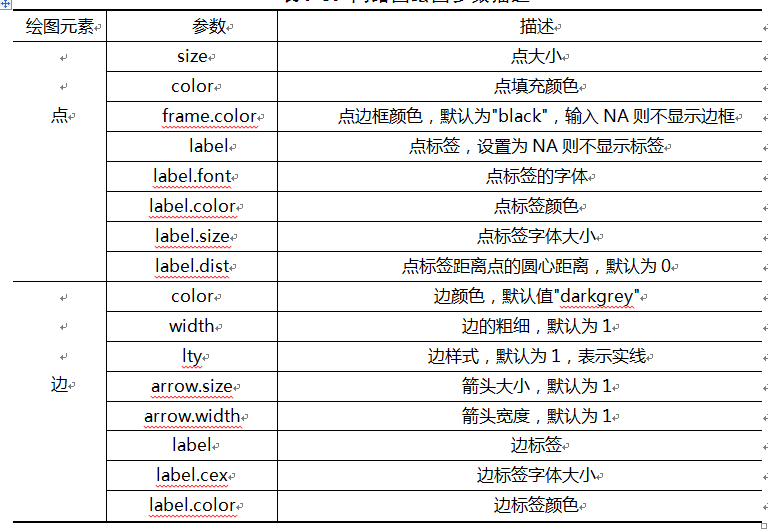 绘图元素 参数 描述
size 点大小
color 点填充颜色
点 frame.color 点边框颜色，默认为"black"，输入 NA 则不显示边框
label 点标签，设置为 NA 则不显示标签
label.font 点标签的字体
label.color 点标签颜色
label.size 点标签字体大小
label.dist 点标签距离点的圆心距离，默认为 0
color 边颜色，默认值"darkgrey"
width 边的粗细，默认为 1
lty 边样式，默认为 1，表示实线
边 arrow.size 箭头大小，默认为 1
arrow.width 箭头宽度，默认为 1
label 边标签
label.cex 边标签字体大小
label.color 边标签颜色